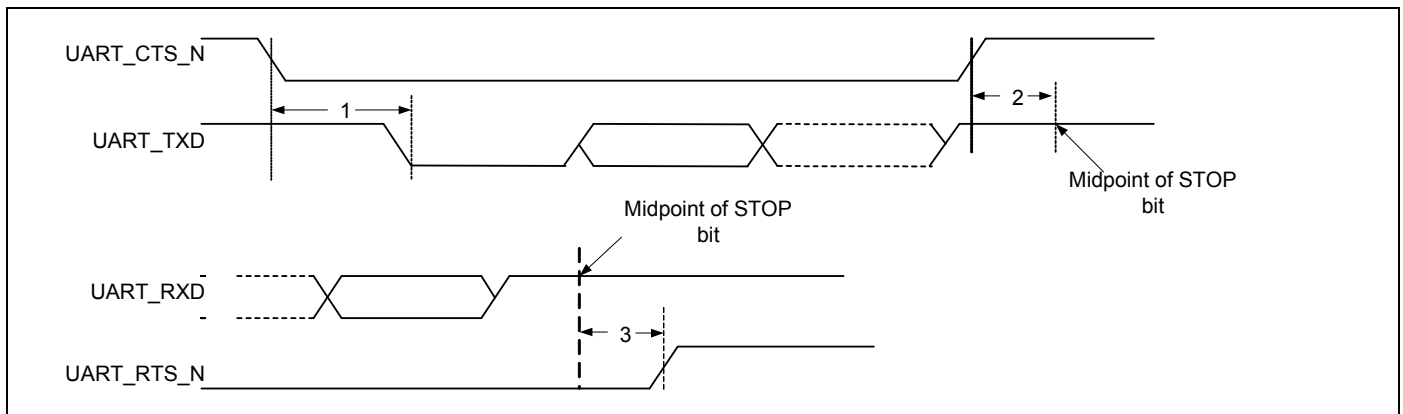 UART_CTS_N
1
2
UART_TXD
Midpoint of STOP
bit
Midpoint of STOP
bit
UART_RXD
3
UART_RTS_N